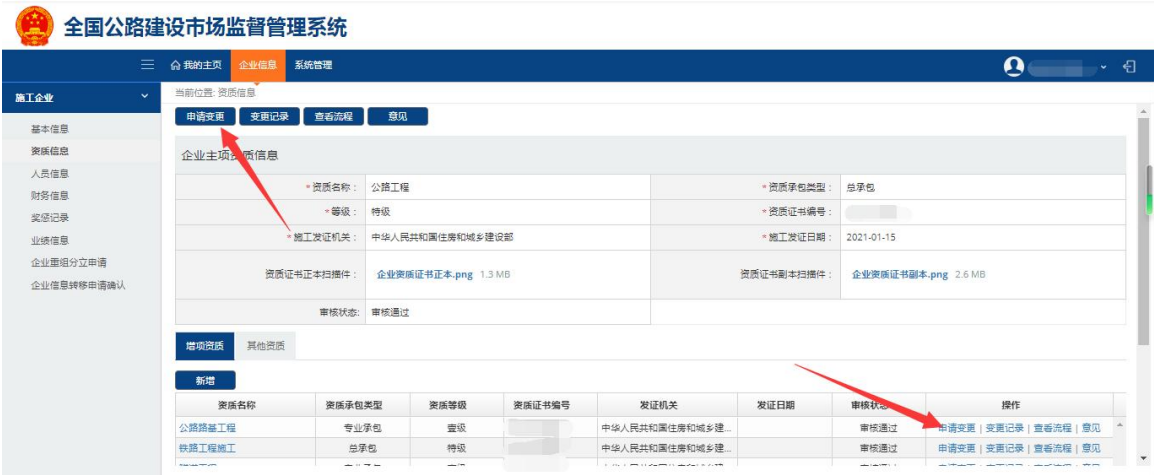 全国公路建设市场监督管理系统
我的主页 企业信息 系统管理
施工企业
基本信息
资质信息
人员信息
财务信息
奖惩记录
业绩信息
企业重组分立申请
企业信息转移申请确认
当前位置: 资质信息
申请变更 变更记录 查看流程 意见
企业主项资质信息
*资质名称： 公路工程 *资质承包类型： 总承包
*等级： 特级 *资质证书编号：
*施工发证机关： 中华人民共和国住房和城乡建设部 *施工发证日期： 2021-01-15
资质证书正本扫描件： 企业资质证书正本.png 1.3 MB 资质证书副本扫描件： 企业资质证书副本.png 2.6 MB
审核状态: 审核通过
增项资质 其他资质
新增
资质名称 资质承包类型 资质等级 资质证书编号 发证机关 发证日期 审核状态 操作
公路路基工程 专业承包 壹级 中华人民共和国住房和城乡建... 审核通过 申请变更 | 变更记录 | 查看流程 | 意见
铁路工程施工 总承包 特级 中华人民共和国住房和城乡建... 审核通过 申请变更 | 变更记录 | 查看流程 | 意见